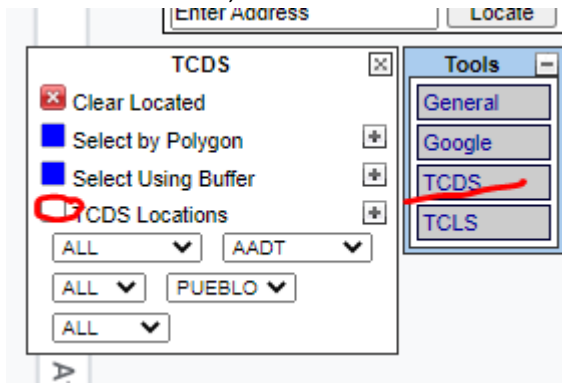 Enter Address Locate
TCDS
Clear Located
Select by Polygon
Select Using Buffer
TCDS Locations
ALL AADT
ALL PUEBLO
ALL
Tools
General
Google
TCDS
TCLS
A